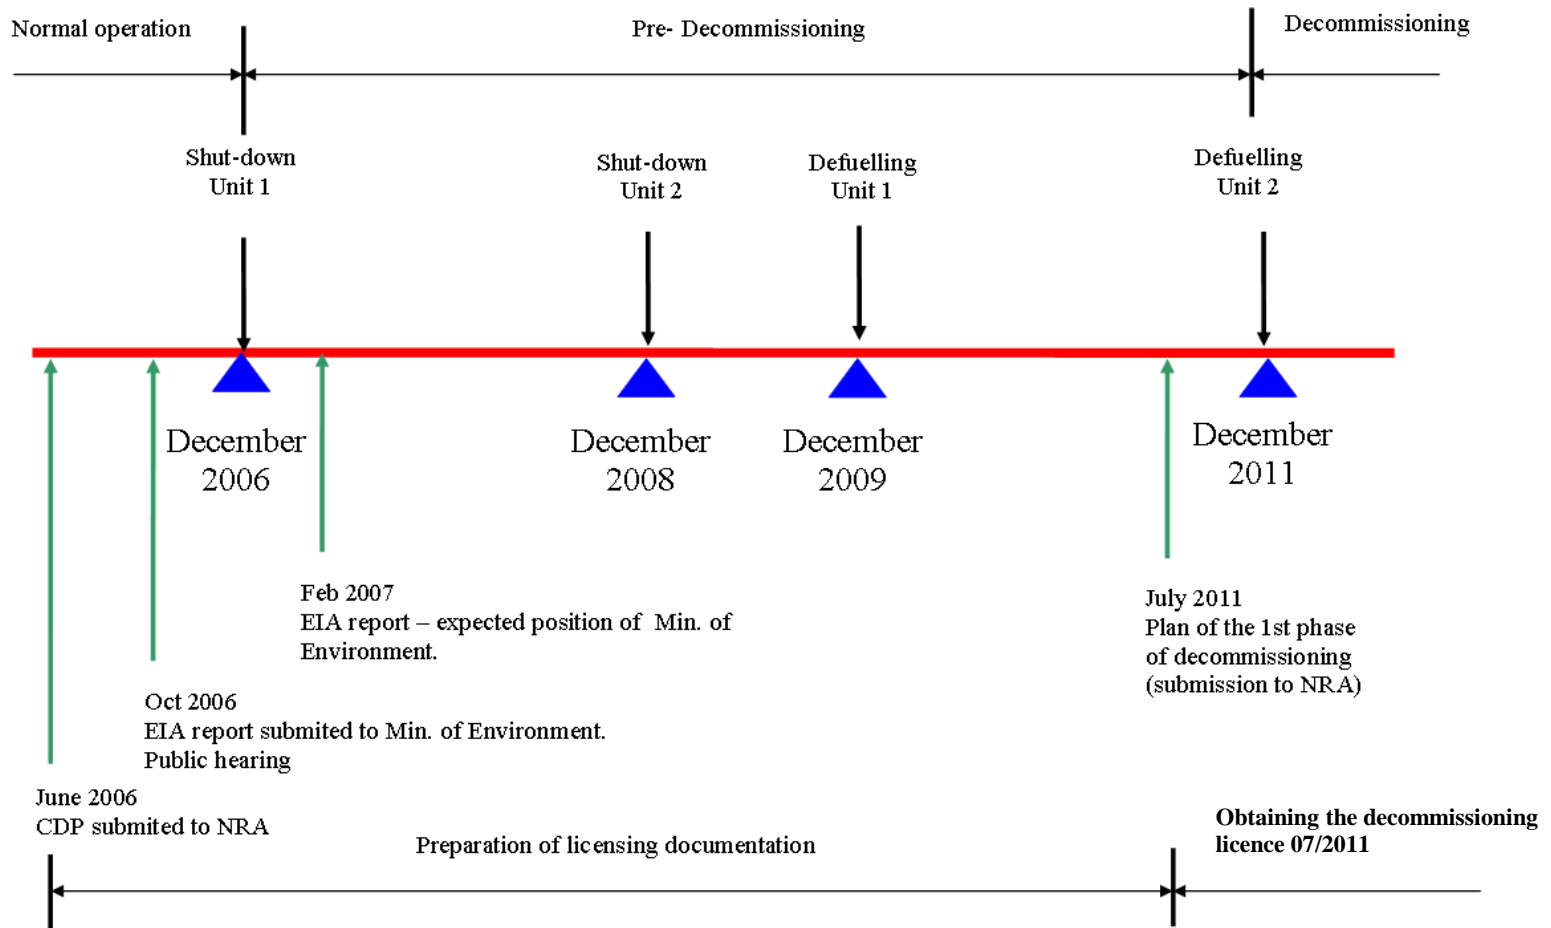 Normal operation
Pre- Decommissioning
Decommissioning
Shut-down
Unit 1
Shut-down
Unit 2
Defuelling
Unit 1
Defuelling
Unit 2
December
2006
December
2008
December
2009
December
2011
Feb 2007
EIA report – expected position of Min. of
Environment.
July 2011
Plan of the 1st phase
of decommissioning
(submission to NRA)
Oct 2006
EIA report submited to Min. of Environment.
Public hearing
June 2006
CDP submited to NRA
Preparation of licensing documentation
Obtaining the decommissioning
licence 07/2011